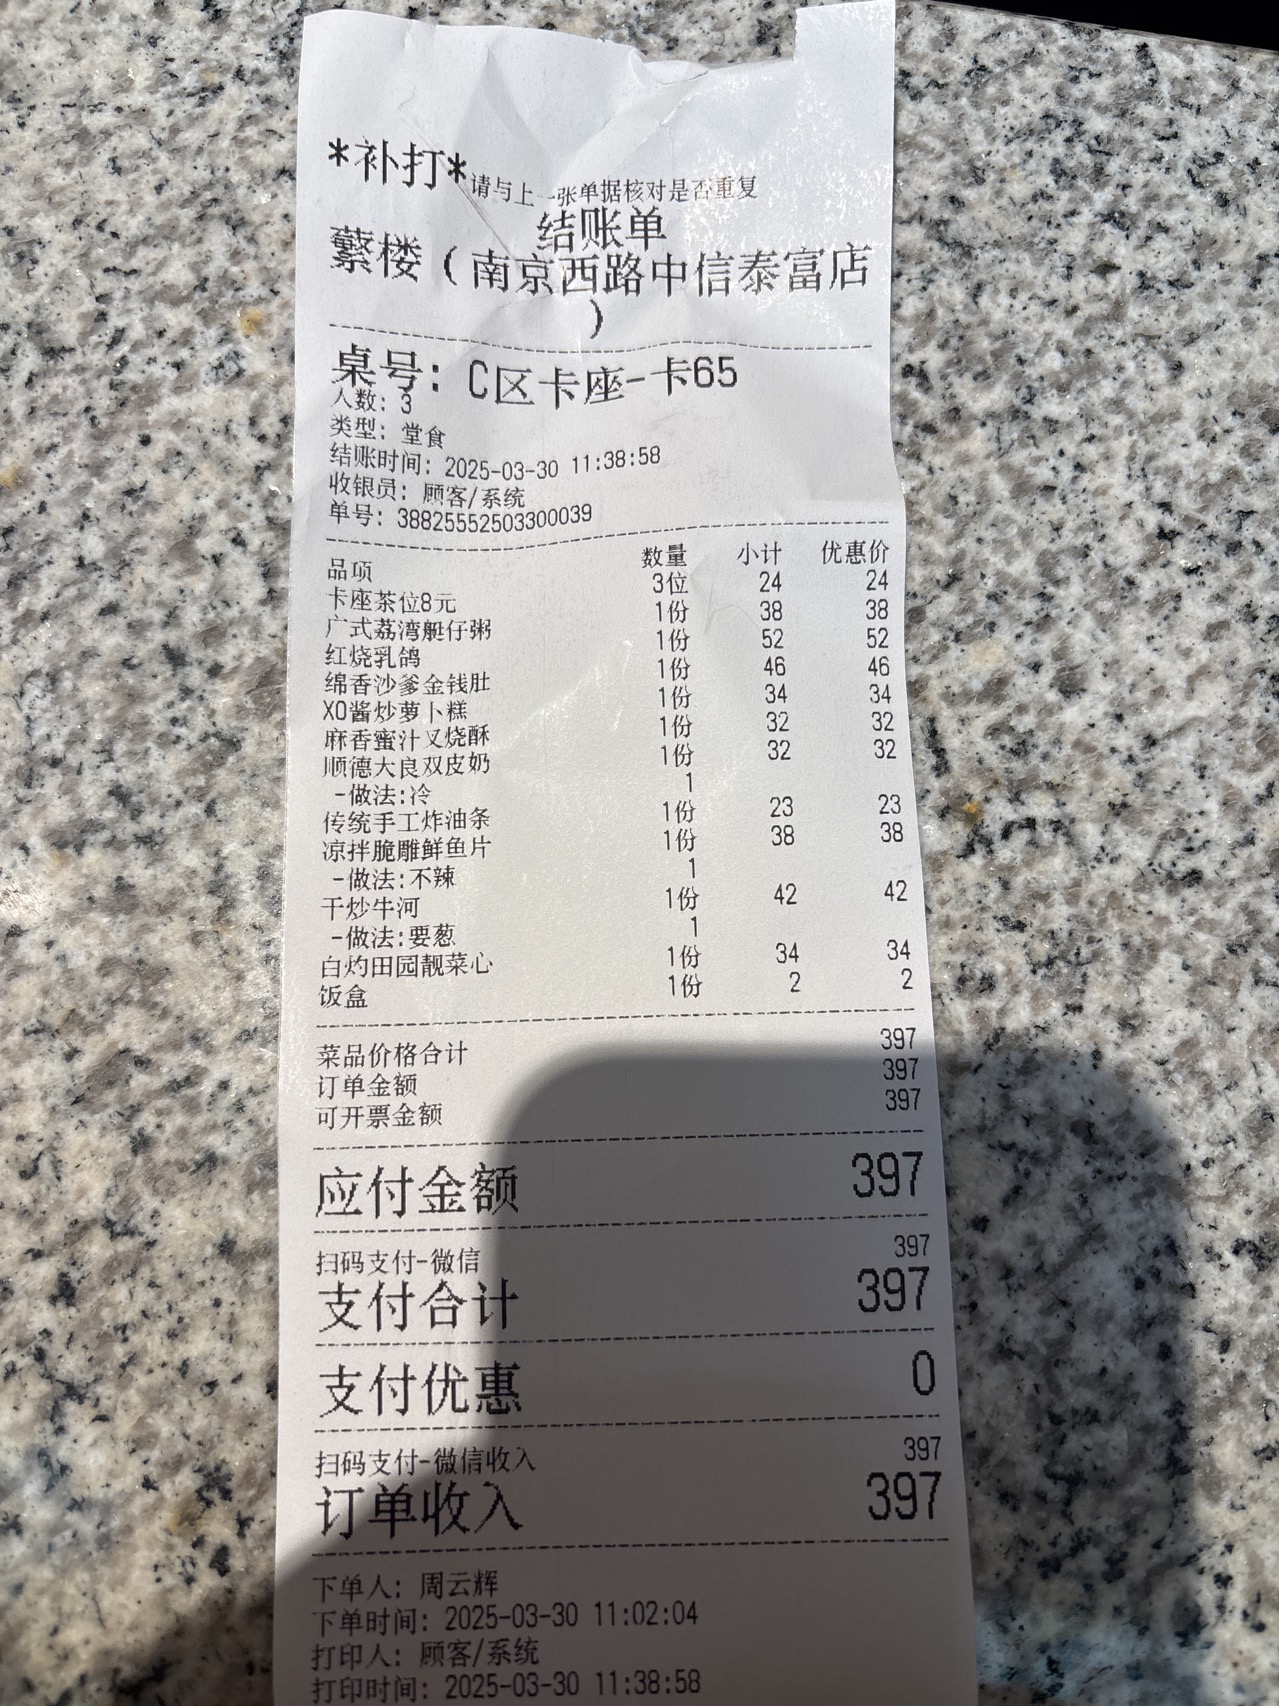 *补打*请与上一张单据核对是否重复
结账单
蘩楼（南京西路中信泰富店
）
桌号：C区卡座-卡65
人数：3
类型：堂食
结账时间：2025-03-30 11:38:58
收银员：顾客/系统
单号：38825552503300039
品项 数量 小计 优惠价
卡座茶位8元 3位 24 24
广式荔湾艇仔粥 1份 38 38
红烧乳鸽 1份 52 52
绵香沙爹金钱肚 1份 46 46
XO酱炒萝卜糕 1份 34 34
麻香蜜汁叉烧酥 1份 32 32
顺德大良双皮奶 1份 32 32
-做法:冷 1
传统手工炸油条 1份 23 23
凉拌脆雕鲜鱼片 1份 38 38
-做法:不辣 1
干炒牛河 1份 42 42
-做法:要葱 1
白灼田园靓菜心 1份 34 34
饭盒 1份 2 2
菜品价格合计 397
订单金额 397
可开票金额 397
应付金额 397
扫码支付-微信 397
支付合计 397
支付优惠 0
扫码支付-微信收入 397
订单收入 397
下单人：周云辉
下单时间：2025-03-30 11:02:04
打印人：顾客/系统
打印时间：2025-03-30 11:38:58